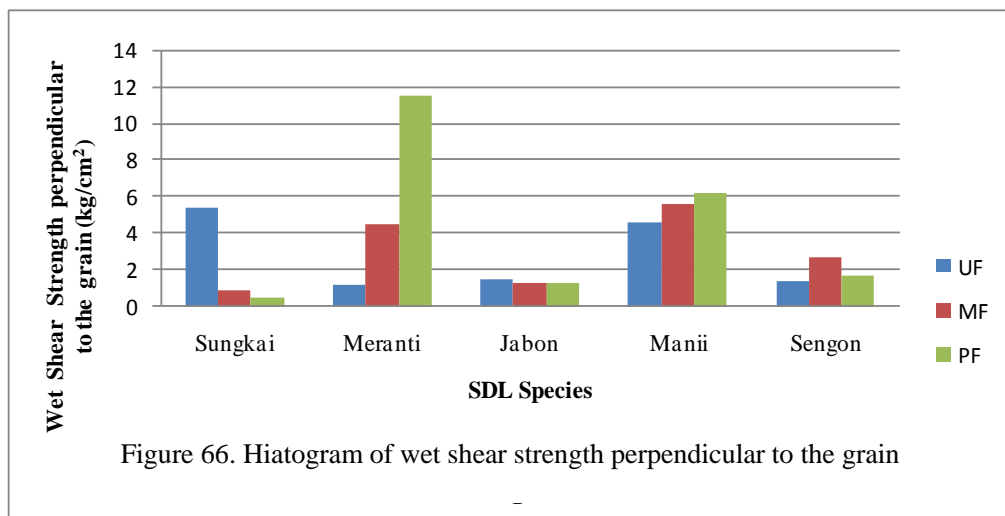 Wet Shear Strength perpendicular
to the grain (kg/cm²)
14
12
10
8
6
4
2
0
Sungkai Meranti Jabon Manii Sengon
UF
MF
PF
SDL Species
Figure 66. Hiatogram of wet shear strength perpendicular to the grain